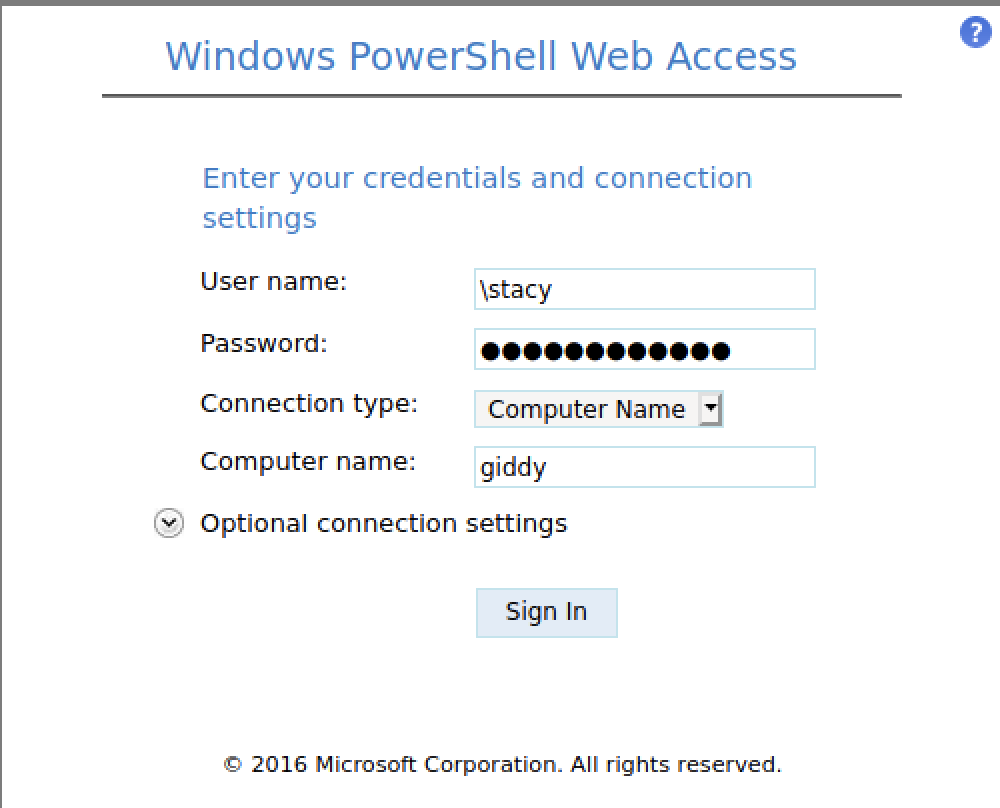 Windows PowerShell Web Access
?
Enter your credentials and connection
settings
User name:
\stacy
Password:
●●●●●●●●●●●●
Connection type:
Computer Name
Computer name:
giddy
Optional connection settings
Sign In
© 2016 Microsoft Corporation. All rights reserved.